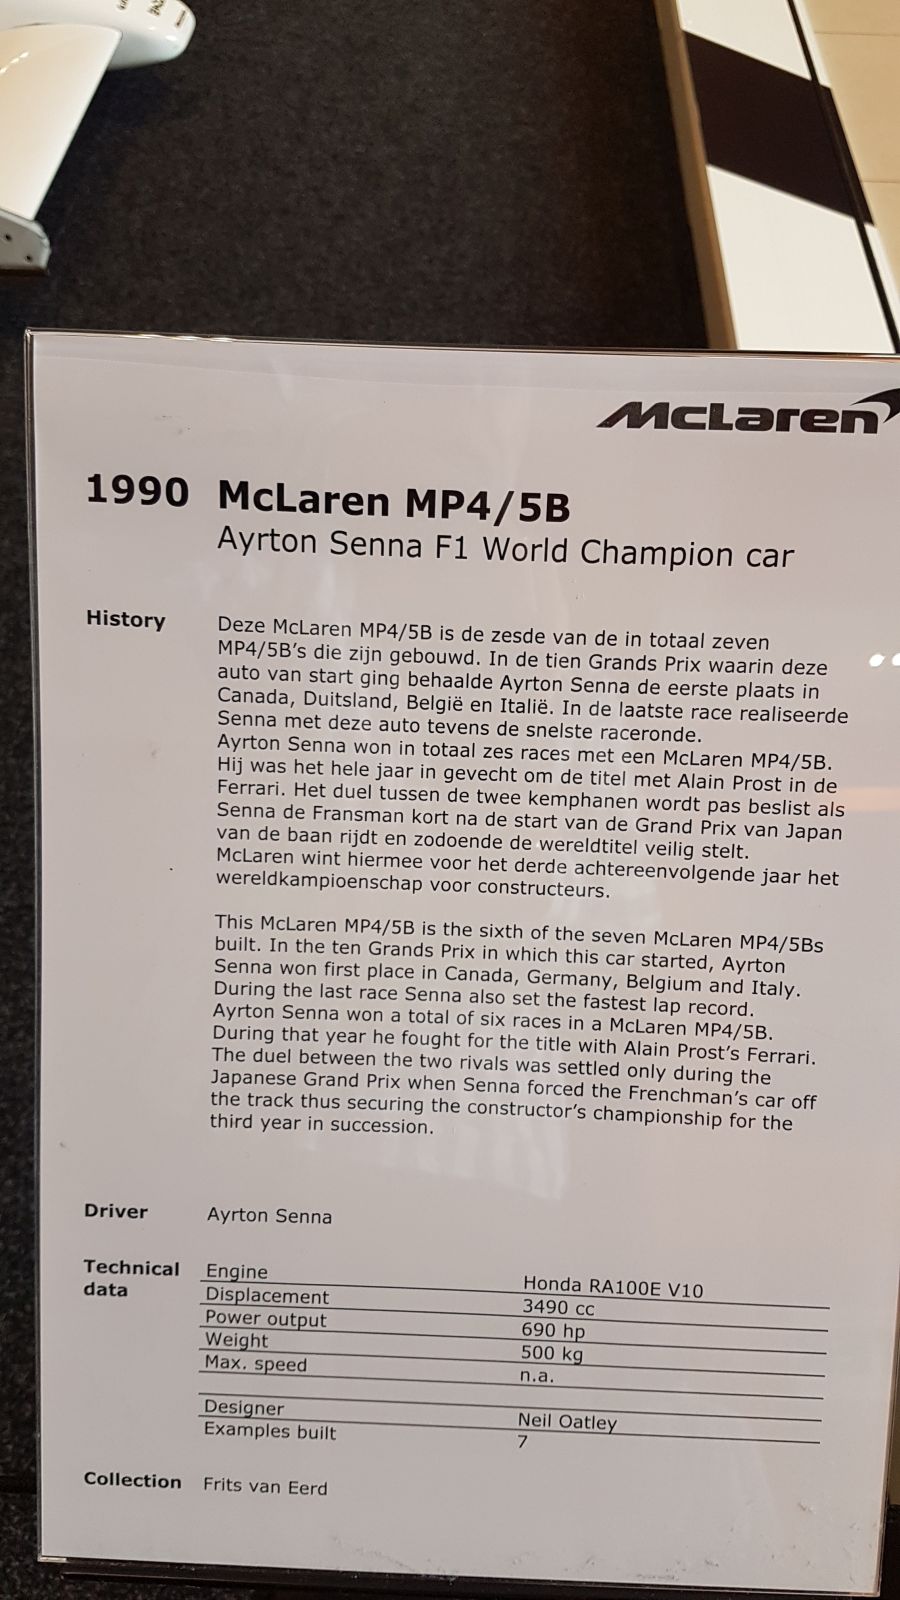 McLaren
1990 McLaren MP4/5B
Ayrton Senna F1 World Champion car
History
Deze McLaren MP4/5B is de zesde van de in totaal zeven
MP4/5B's die zijn gebouwd. In de tien Grands Prix waarin deze
auto van start ging behaalde Ayrton Senna de eerste plaats in
Canada, Duitsland, België en Italië. In de laatste race realiseerde
Senna met deze auto tevens de snelste raceronde.
Ayrton Senna won in totaal zes races met een McLaren MP4/5B.
Hij was het hele jaar in gevecht om de titel met Alain Prost in de
Ferrari. Het duel tussen de twee kemphanen wordt pas beslist als
Senna de Fransman kort na de start van de Grand Prix van Japan
van de baan rijdt en zodoende de wereldtitel veilig stelt.
McLaren wint hiermee voor het derde achtereenvolgende jaar het
wereldkampioenschap voor constructeurs.
This McLaren MP4/5B is the sixth of the seven McLaren MP4/5Bs
built. In the ten Grands Prix in which this car started, Ayrton
Senna won first place in Canada, Germany, Belgium and Italy.
During the last race Senna also set the fastest lap record.
Ayrton Senna won a total of six races in a McLaren MP4/5B.
During that year he fought for the title with Alain Prost's Ferrari.
The duel between the two rivals was settled only during the
Japanese Grand Prix when Senna forced the Frenchman's car off
the track thus securing the constructor's championship for the
third year in succession.
Driver Ayrton Senna
Technical data
Engine Honda RA100E V10
Displacement 3490 cc
Power output 690 hp
Weight 500 kg
Max. speed n.a.
Designer Neil Oatley
Examples built 7
Collection Frits van Eerd